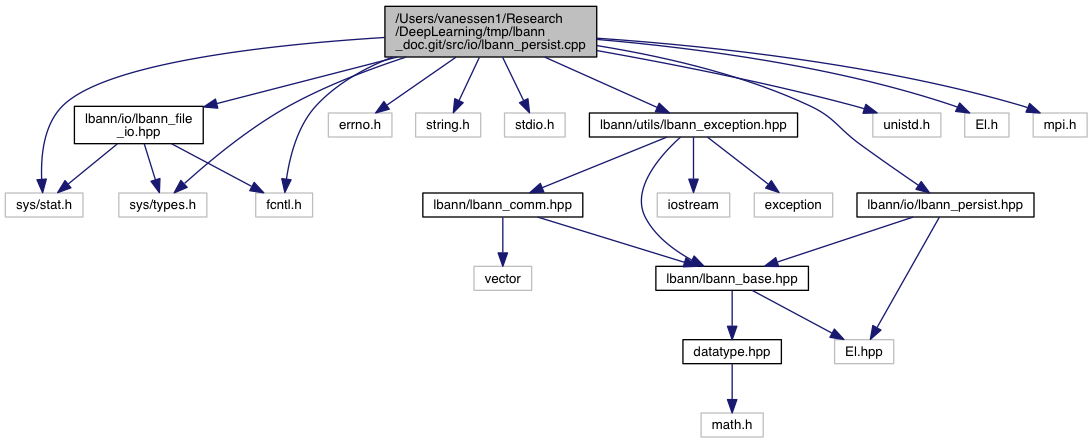 /Users/vanessen1/Research
/DeepLearning/tmp/lbann
_doc.git/src/io/lbann_persist.cpp
lbann/io/lbann_file
_io.hpp
errno.h
string.h
stdio.h
lbann/utils/lbann_exception.hpp
unistd.h
El.h
mpi.h
sys/stat.h
sys/types.h
fcntl.h
lbann/lbann_comm.hpp
iostream
exception
lbann/io/lbann_persist.hpp
vector
lbann/lbann_base.hpp
datatype.hpp
El.hpp
math.h